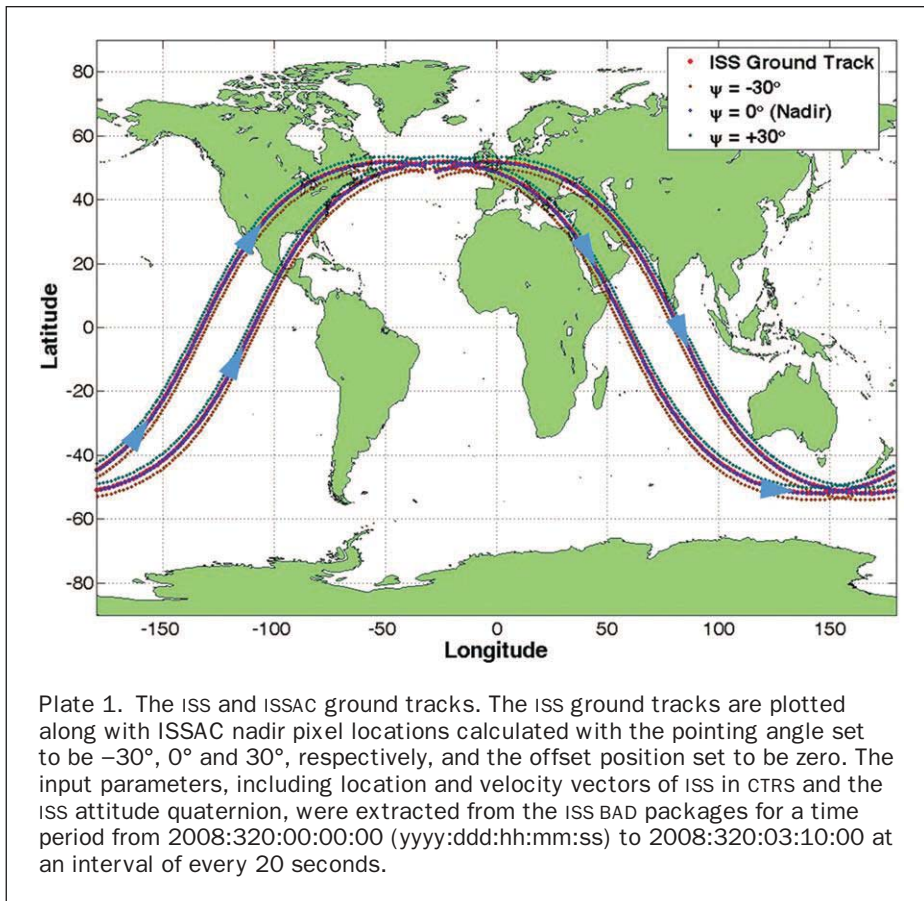 ISS Ground Track
ψ = -30°
ψ = 0° (Nadir)
ψ = +30°
80
60
40
20
0
-20
-40
-60
-80
Latitude
-150
-100
-50
0
50
100
150
Longitude
Plate 1. The ISS and ISSAC ground tracks. The ISS ground tracks are plotted
along with ISSAC nadir pixel locations calculated with the pointing angle set
to be −30°, 0° and 30°, respectively, and the offset position set to be zero. The
input parameters, including location and velocity vectors of ISS in CTRS and the
ISS attitude quaternion, were extracted from the ISS BAD packages for a time
period from 2008:320:00:00:00 (yyyy:ddd:hh:mm:ss) to 2008:320:03:10:00 at
an interval of every 20 seconds.